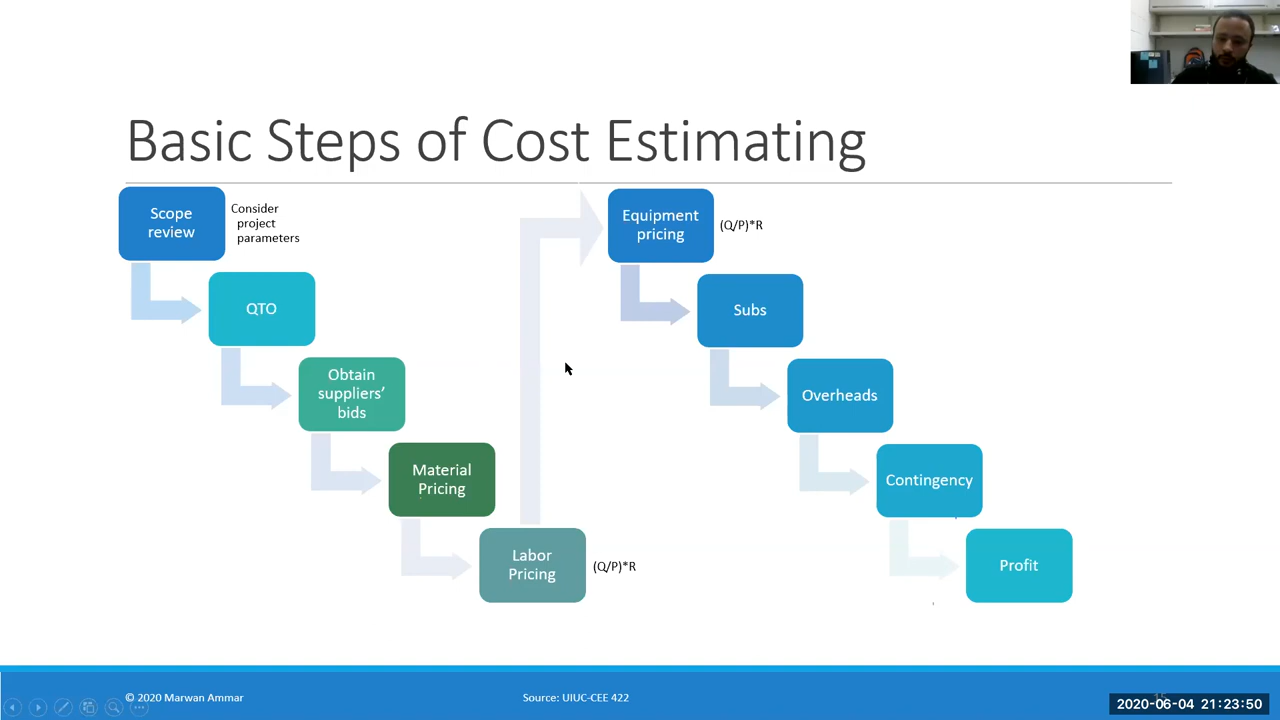 Basic Steps of Cost Estimating
Scope
review
Consider
project
parameters
QTO
Obtain
suppliers’
bids
Material
Pricing
Labor
Pricing
(Q/P)*R
Equipment
pricing
(Q/P)*R
Subs
Overheads
Contingency
Profit
© 2020 Marwan Ammar
Source: UIUC-CEE 422
2020-06-04 21:23:50